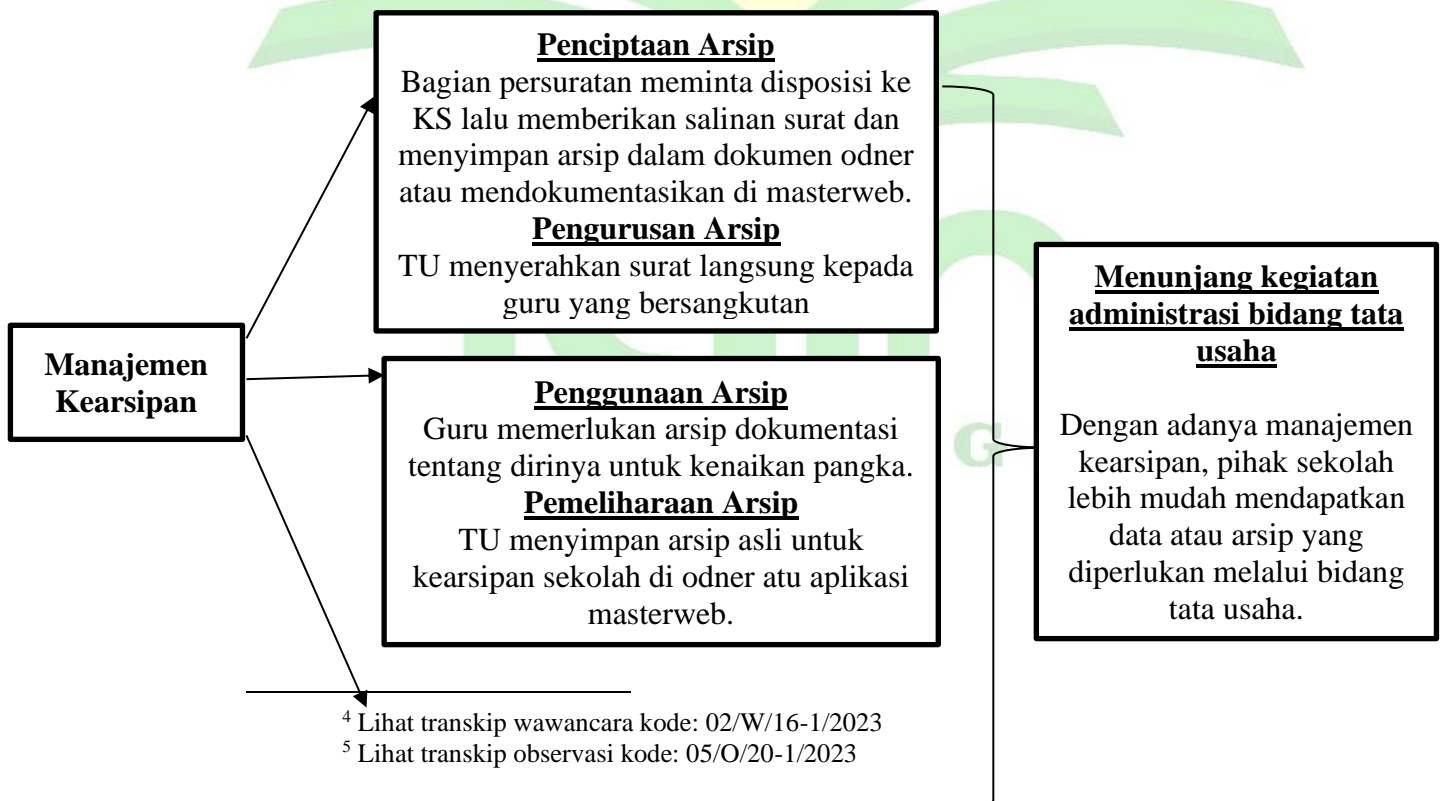 Penciptaan Arsip
Bagian persuratan meminta disposisi ke
KS lalu memberikan salinan surat dan
menyimpan arsip dalam dokumen odner
atau mendokumentasikan di masterweb.
Pengurusan Arsip
TU menyerahkan surat langsung kepada
guru yang bersangkutan
Manajemen
Kearsipan
Penggunaan Arsip
Guru memerlukan arsip dokumentasi
tentang dirinya untuk kenaikan pangka.
Pemeliharaan Arsip
TU menyimpan arsip asli untuk
kearsipan sekolah di odner atu aplikasi
masterweb.
G
Menunjang kegiatan
administrasi bidang tata
usaha
Dengan adanya manajemen
kearsipan, pihak sekolah
lebih mudah mendapatkan
data atau arsip yang
diperlukan melalui bidang
tata usaha.
4 Lihat transkip wawancara kode: 02/W/16-1/2023
5 Lihat transkip observasi kode: 05/O/20-1/2023